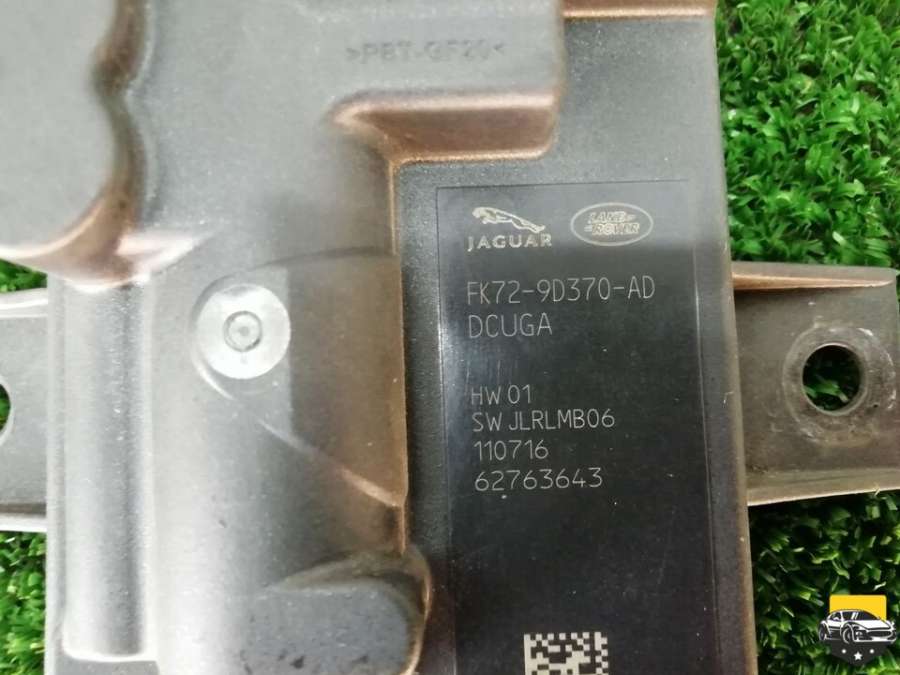 >PBT-GF20<
JAGUAR
LAND-
-ROVER
FK72-9D370-AD
DCUGA
HW 01
SW JLRLMB06
110716
62763643